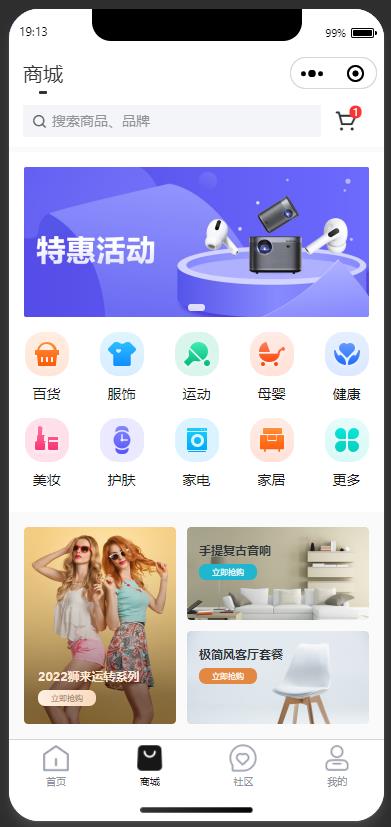 19:13
99%
商城
搜索商品、品牌
1
特惠活动
百货 服饰 运动 母婴 健康
美妆 护肤 家电 家居 更多
手提复古音响
立即抢购
极简风客厅套餐
立即抢购
2022狮来运转系列
立即抢购
首页 商城 社区 我的